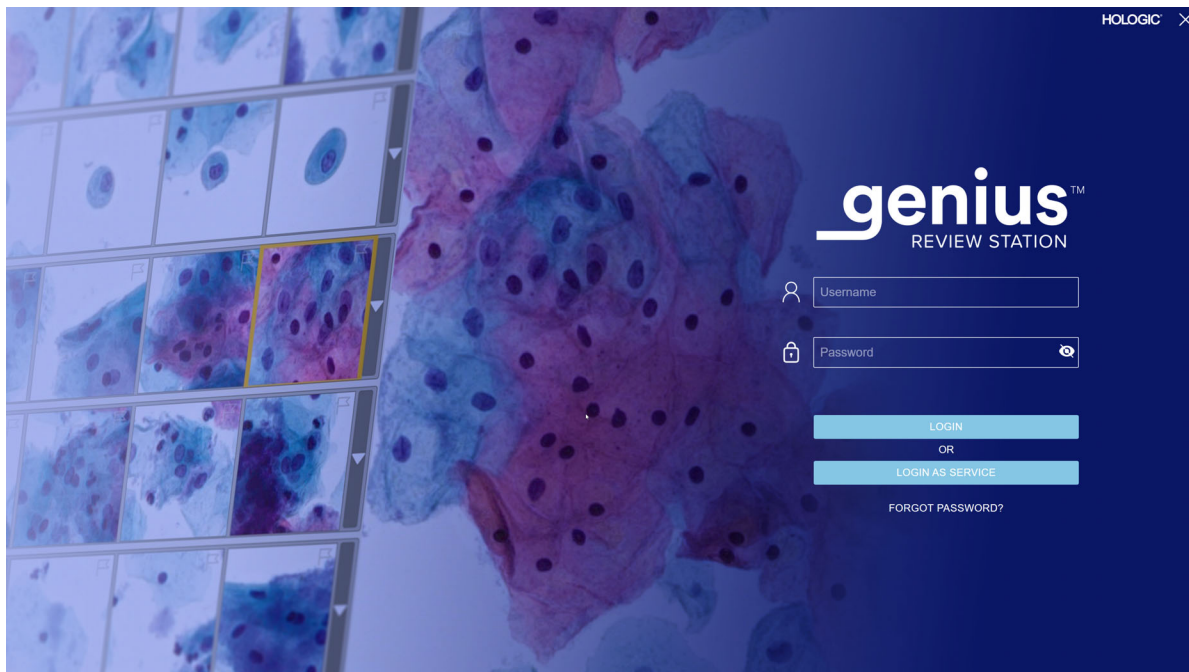 HOLOGIC®
genius™
REVIEW STATION
Username
Password
LOGIN
OR
LOGIN AS SERVICE
FORGOT PASSWORD?